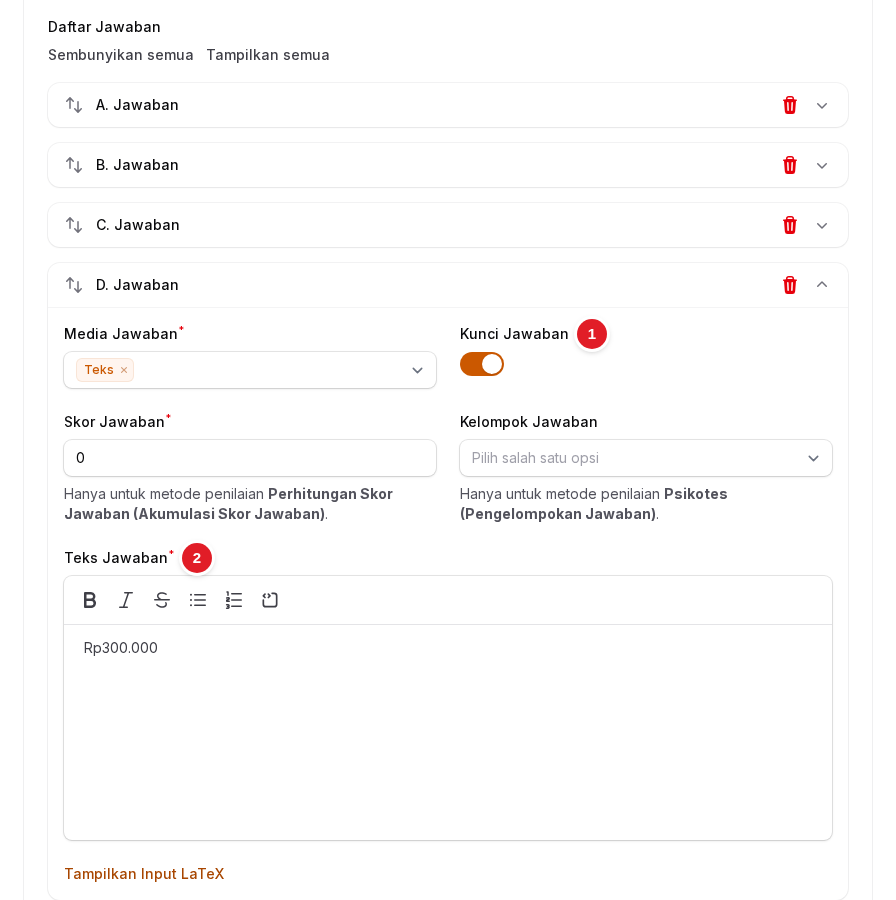 Daftar Jawaban
Sembunyikan semua Tampilkan semua
A. Jawaban
B. Jawaban
C. Jawaban
D. Jawaban
Media Jawaban*
Kunci Jawaban 1
Teks ×
Skor Jawaban*
Kelompok Jawaban
0
Pilih salah satu opsi
Hanya untuk metode penilaian Perhitungan Skor
Jawaban (Akumulasi Skor Jawaban).
Hanya untuk metode penilaian Psikotes
(Pengelompokan Jawaban).
Teks Jawaban* 2
Rp300.000
Tampilkan Input LaTeX